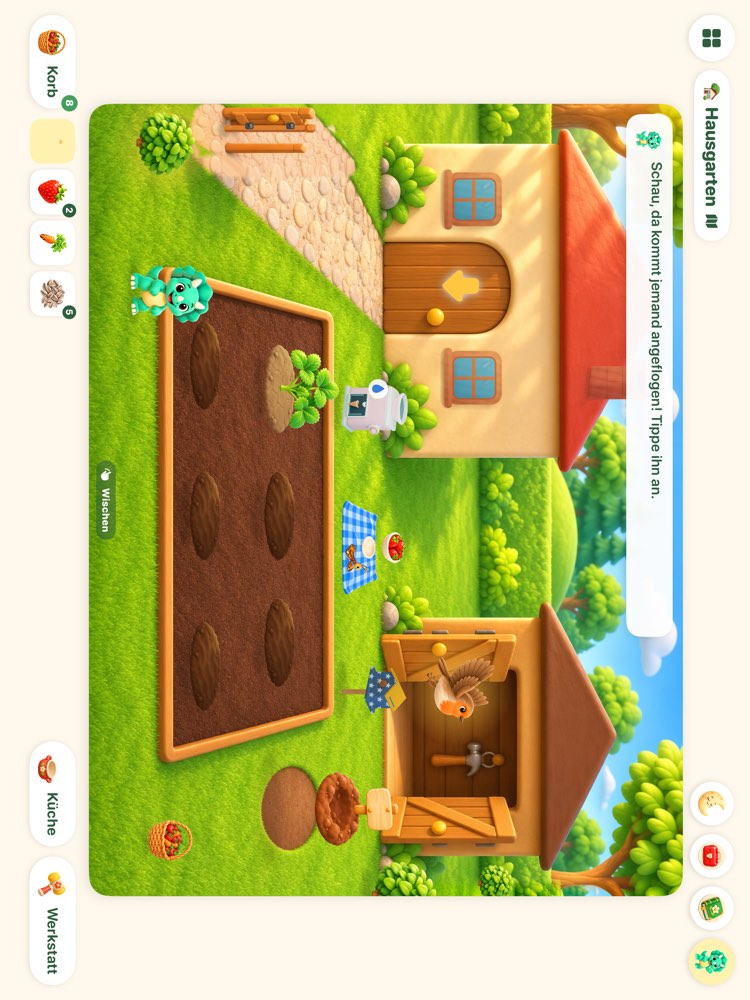 Hausgarten
Schau, da kommt jemand angeflogen! Tippe ihn an.
Wischen
Korb
8
2
5
Küche
Werkstatt